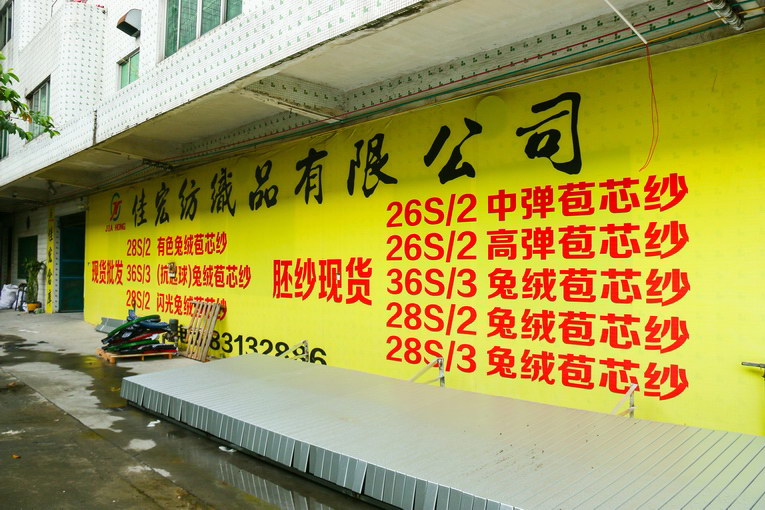 佳宏纺織品有限公司
JIA HONG
现货批发
28S/2 有色兔绒苞芯纱
36S/3 (抗起球)兔绒苞芯纱
28S/2 闪光兔绒苞芯纱
胚纱现货
26S/2 中弹苞芯纱
26S/2 高弹苞芯纱
36S/3 兔绒苞芯纱
28S/2 兔绒苞芯纱
28S/3 兔绒苞芯纱
83132886